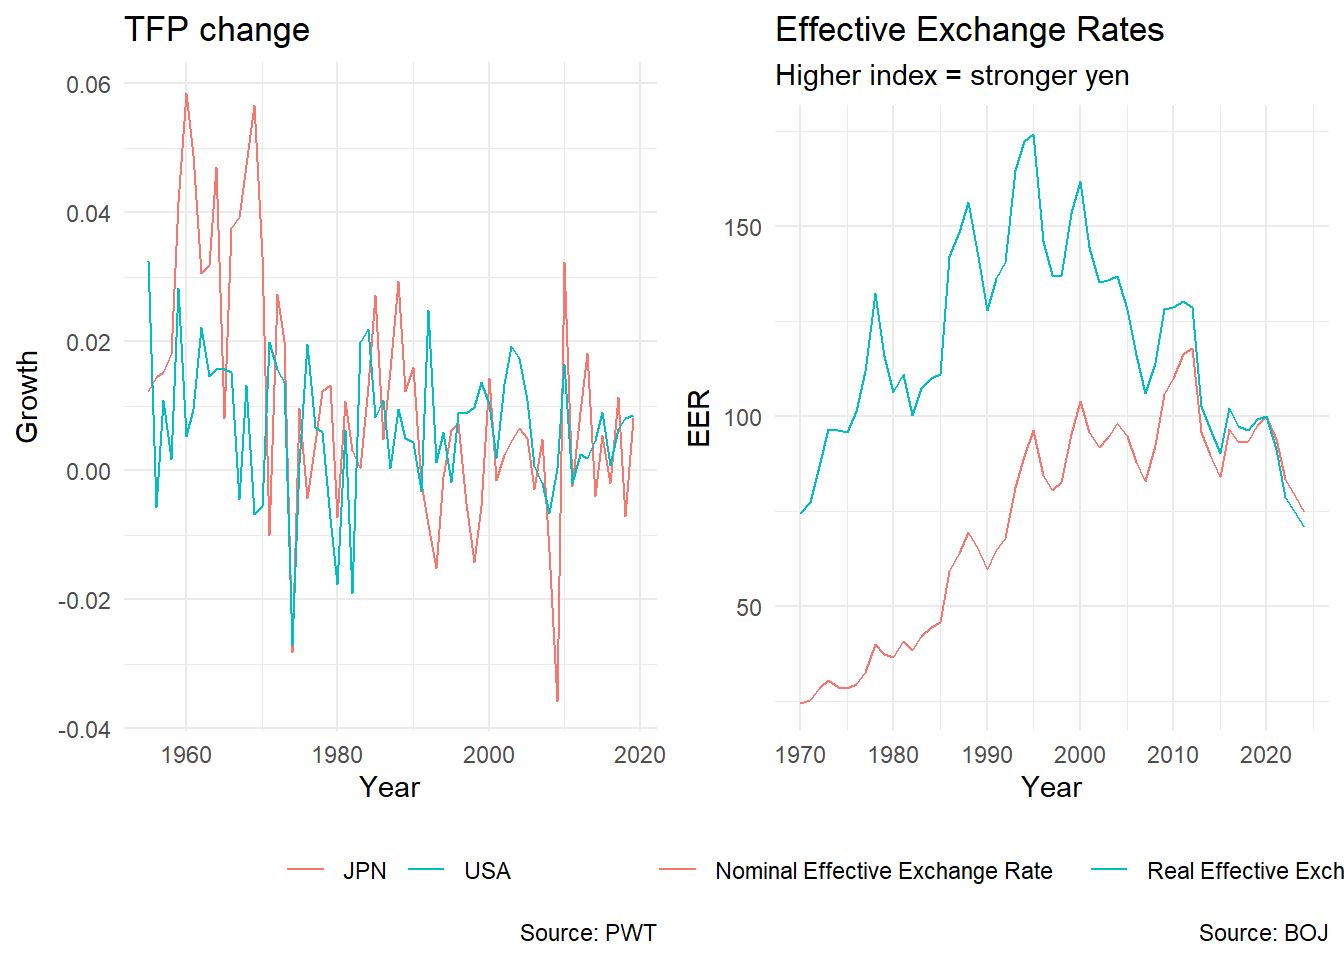 TFP change
Growth
0.06
0.04
0.02
0.00
-0.02
-0.04
1960 1980 2000 2020
Year
JPN USA
Source: PWT
Effective Exchange Rates
Higher index = stronger yen
EER
150
100
50
1970 1980 1990 2000 2010 2020
Year
Nominal Effective Exchange Rate Real Effective Exch
Source: BOJ